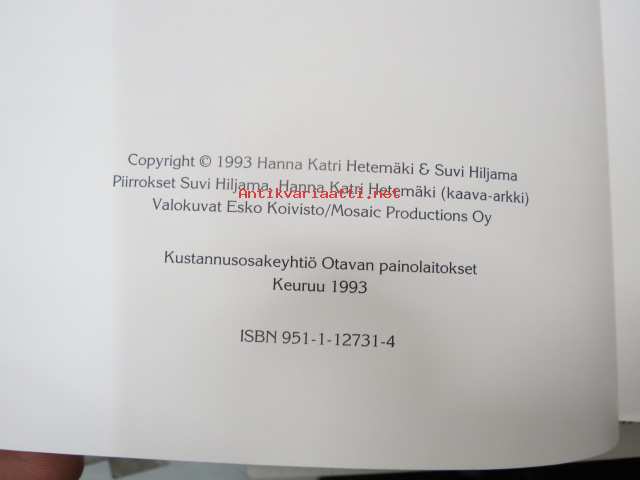 Copyright © 1993 Hanna Katri Hetemäki & Suvi Hiljama
Piirrokset Suvi Hiljama, Hanna Katri Hetemäki (kaava-arkki)
Antikvariaatti.net
Valokuvat Esko Koivisto/Mosaic Productions Oy
Kustannusosakeyhtiö Otavan painolaitokset
Keuruu 1993
ISBN 951-1-12731-4